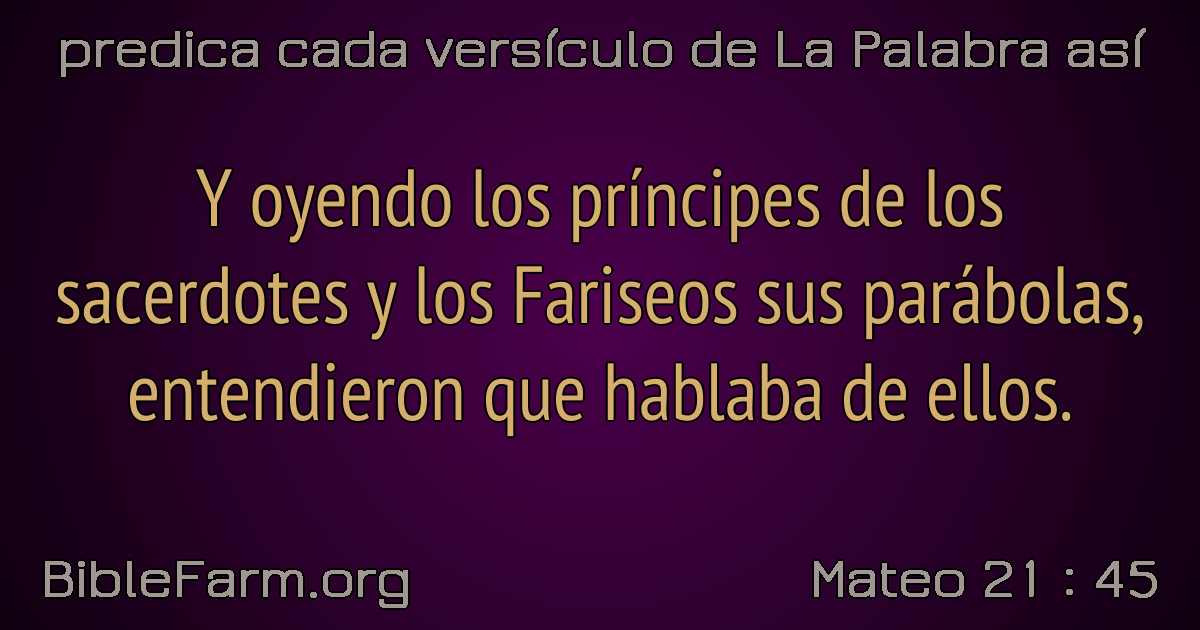 predica cada versículo de La Palabra así
Y oyendo los príncipes de los
sacerdotes y los Fariseos sus parábolas,
entendieron que hablaba de ellos.
BibleFarm.org
Mateo 21 : 45